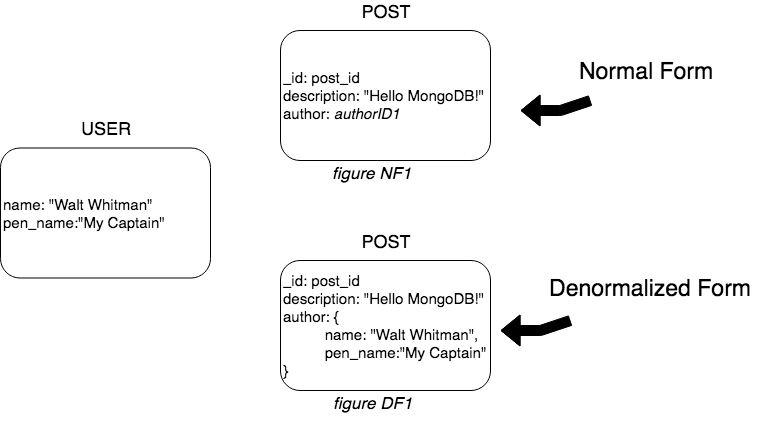 USER
name: "Walt Whitman"
pen_name:"My Captain"
POST
_id: post_id
description: "Hello MongoDB!"
author: authorID1
figure NF1
Normal Form
POST
_id: post_id
description: "Hello MongoDB!"
author: {
name: "Walt Whitman",
pen_name:"My Captain"
}
figure DF1
Denormalized Form